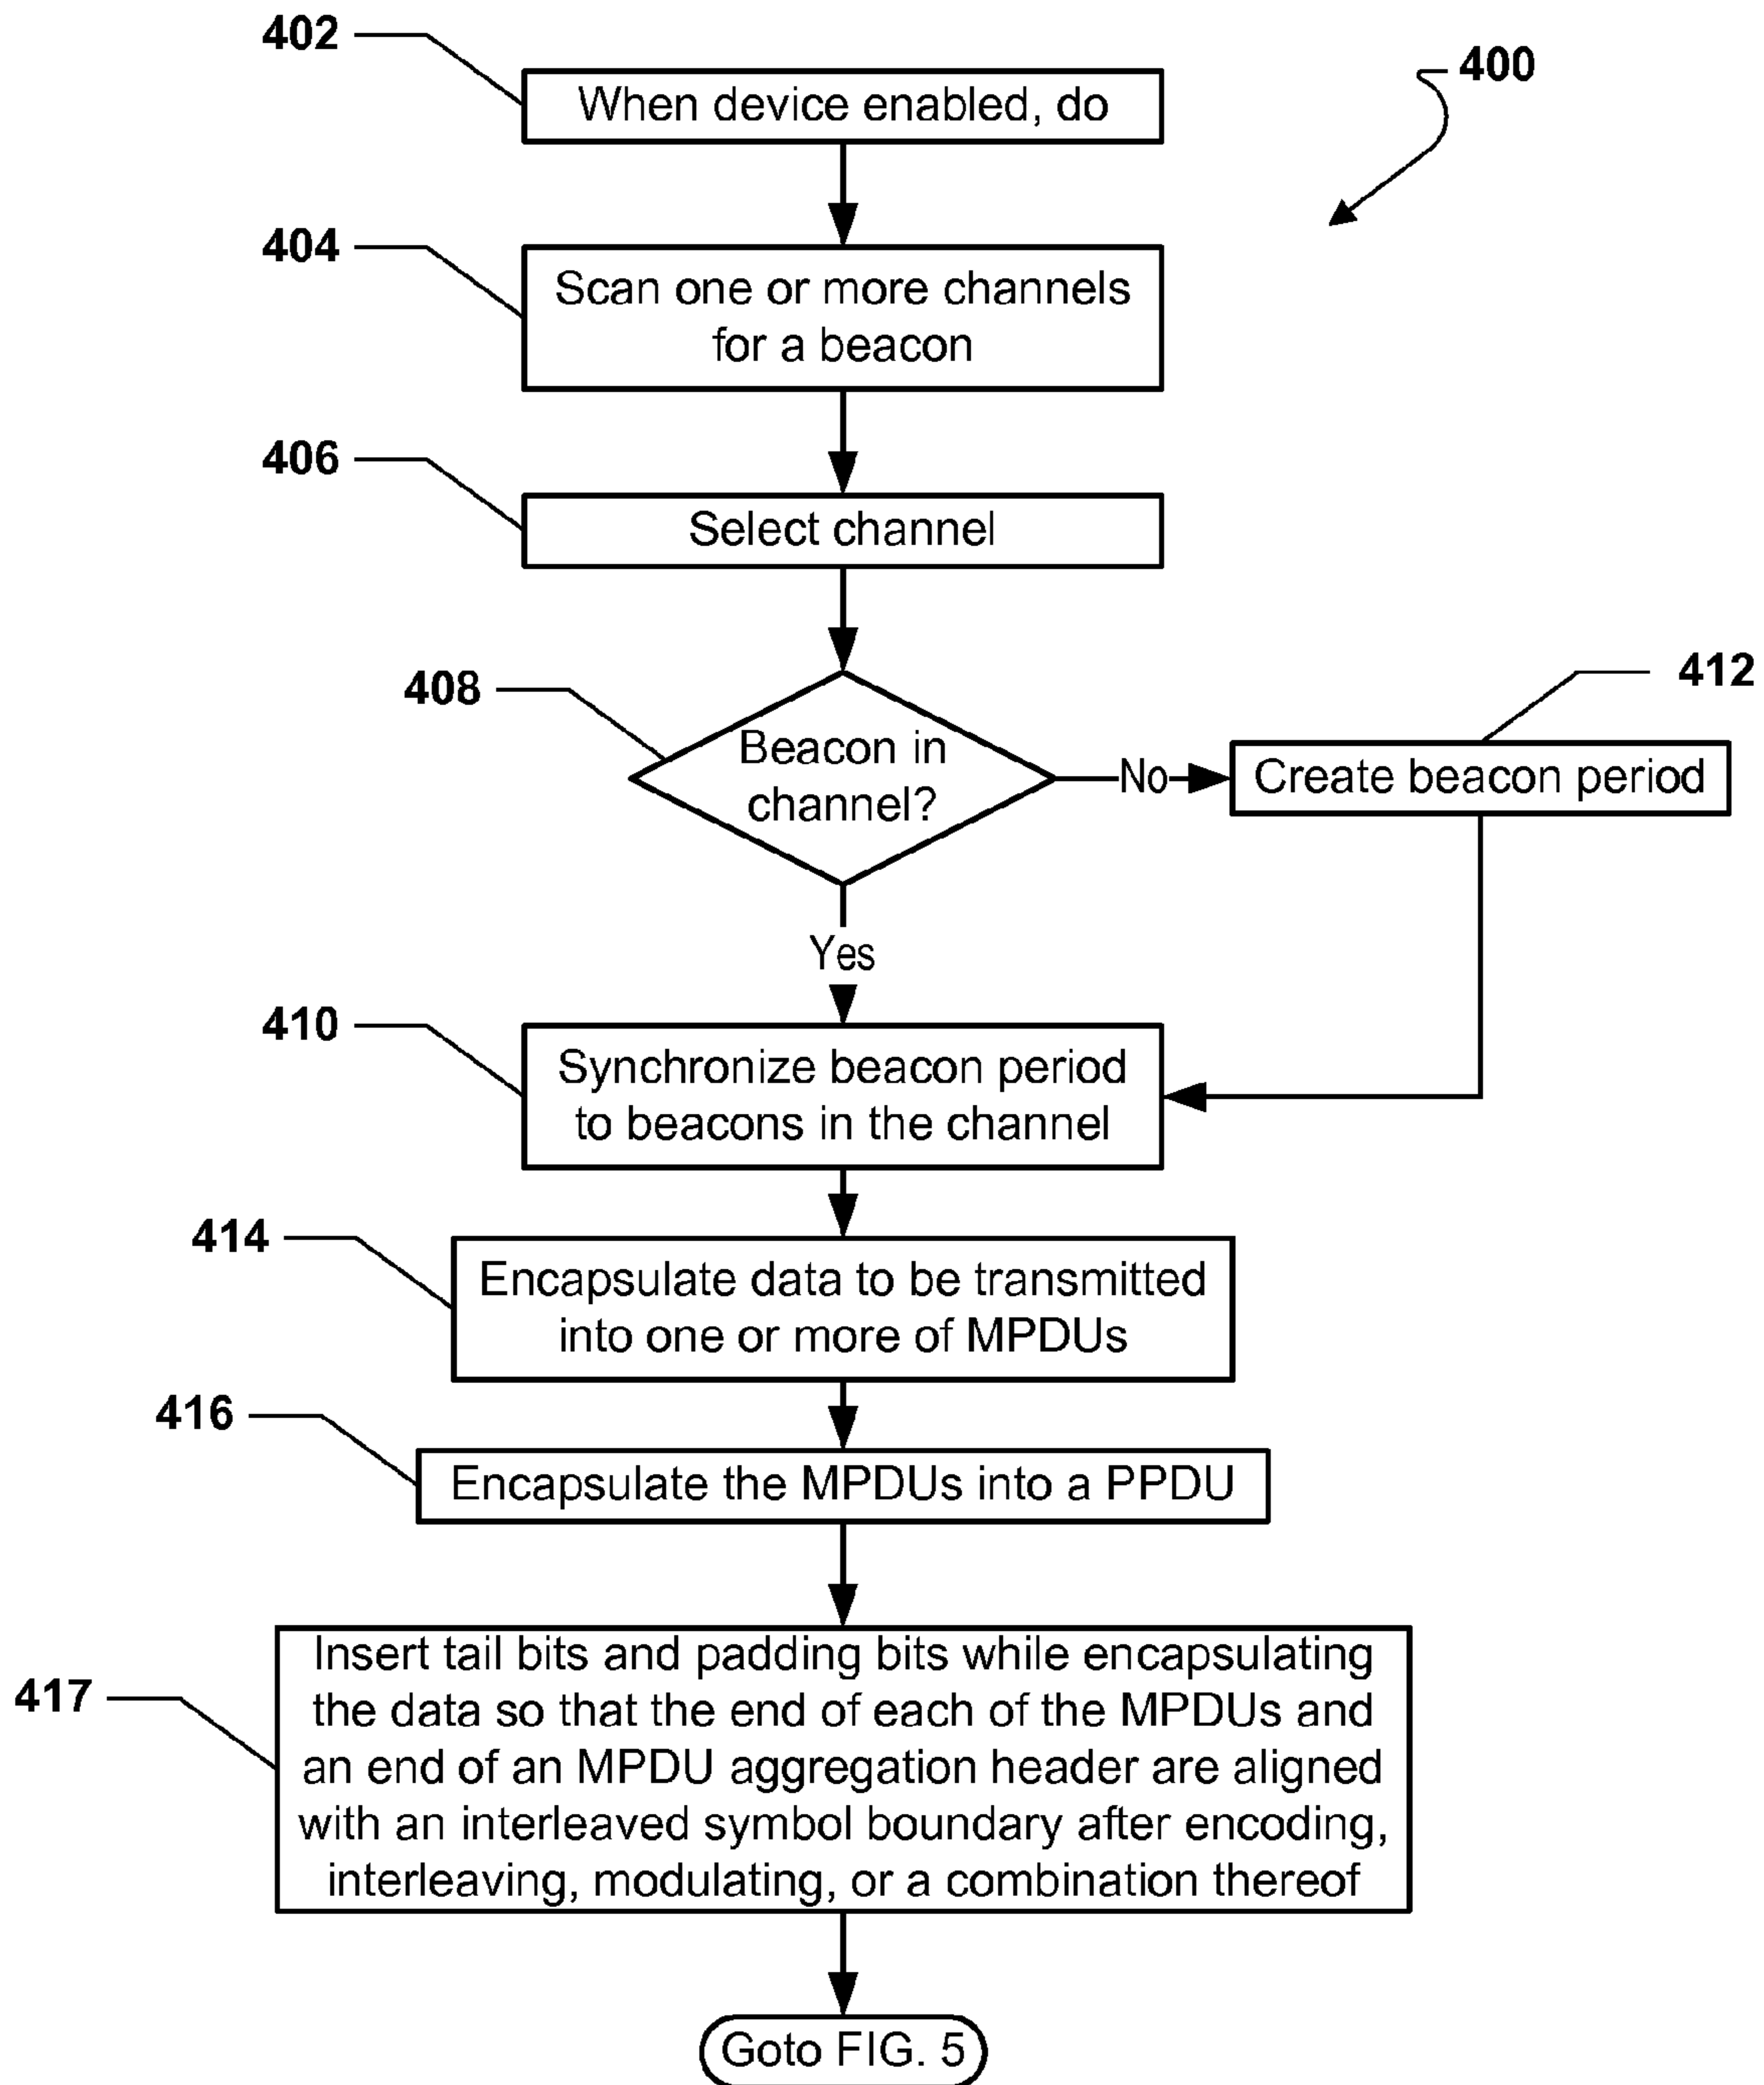 402
When device enabled, do
400
404
Scan one or more channels
for a beacon
406
Select channel
408
Beacon in
channel?
No
412
Create beacon period
Yes
410
Synchronize beacon period
to beacons in the channel
414
Encapsulate data to be transmitted
into one or more of MPDUs
416
Encapsulate the MPDUs into a PPDU
417
Insert tail bits and padding bits while encapsulating
the data so that the end of each of the MPDUs and
an end of an MPDU aggregation header are aligned
with an interleaved symbol boundary after encoding,
interleaving, modulating, or a combination thereof
Goto FIG. 5